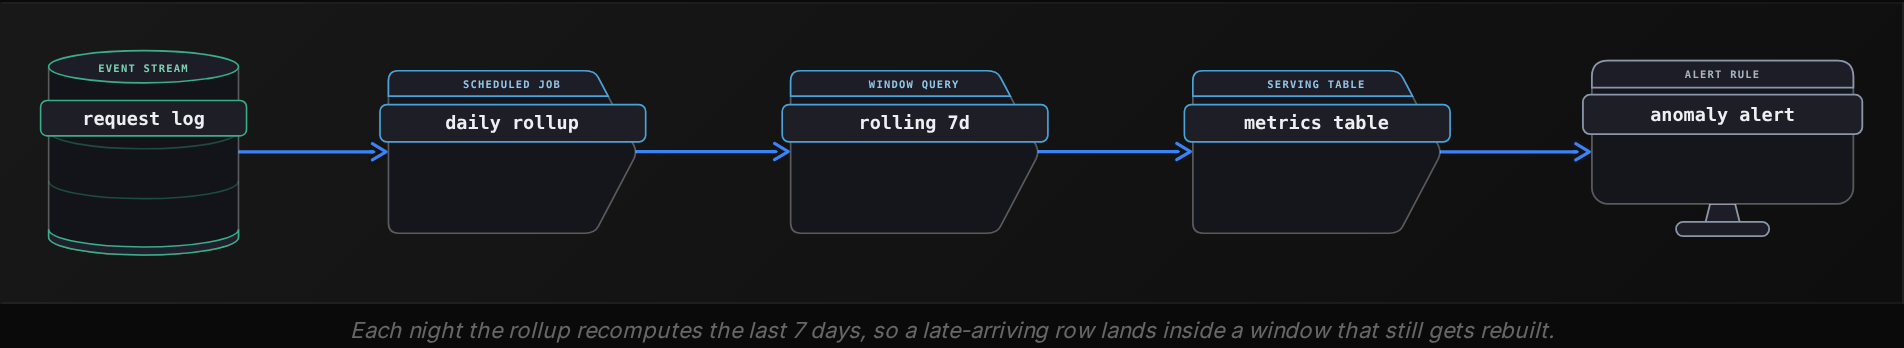 EVENT STREAM
request log
SCHEDULED JOB
daily rollup
WINDOW QUERY
rolling 7d
SERVING TABLE
metrics table
ALERT RULE
anomaly alert
Each night the rollup recomputes the last 7 days, so a late-arriving row lands inside a window that still gets rebuilt.